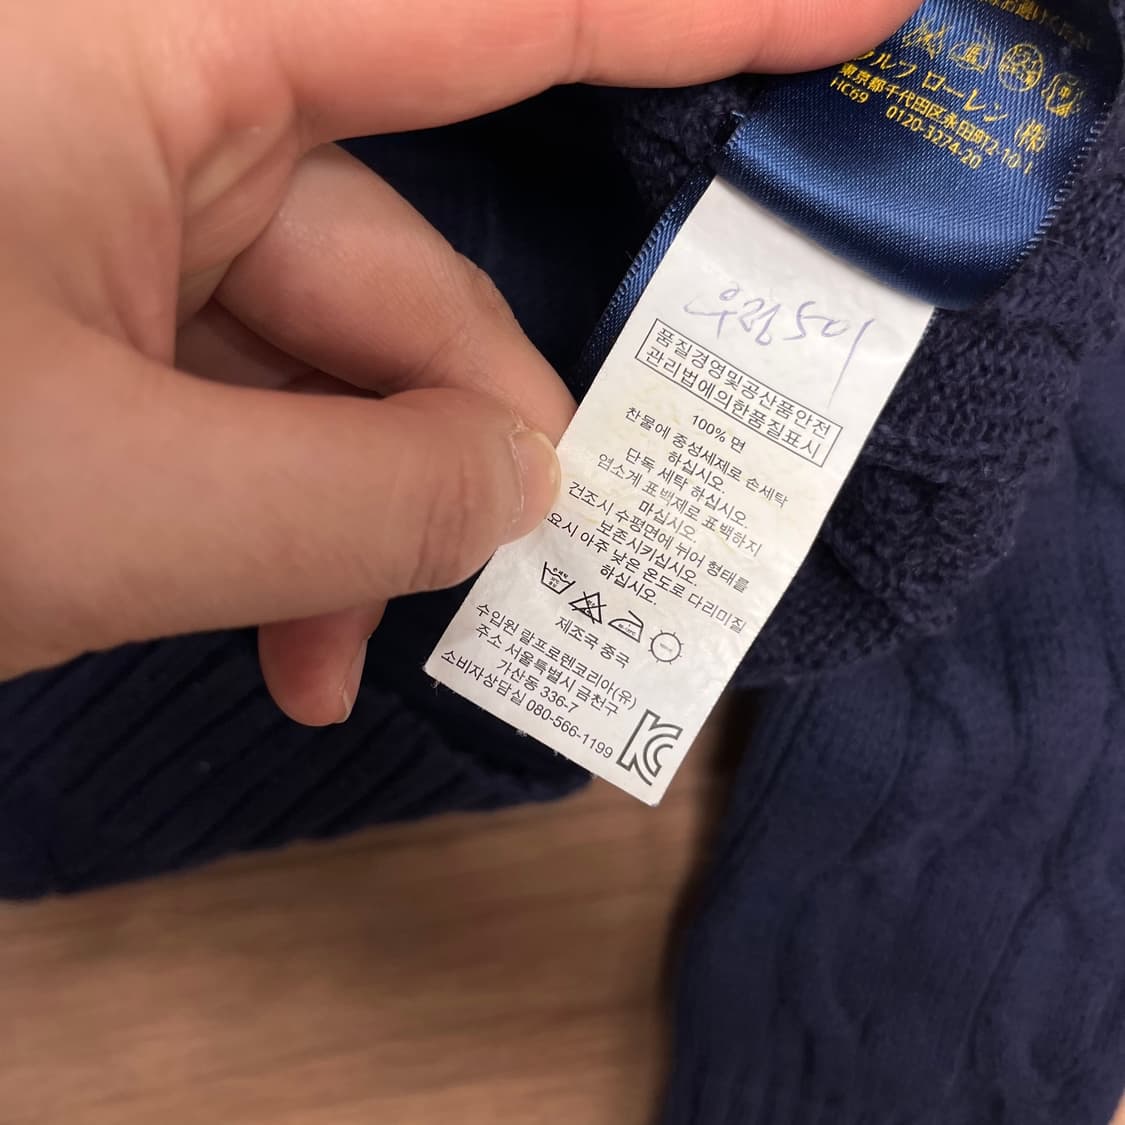 ラルフ ローレン (株)
東京都千代田区永田町2-10-1
HC69 0120-3274-20
우림 501
품질경영및공산품안전
관리법에의한품질표시
100% 면
찬물에 중성세제로 손세탁
하십시오.
단독 세탁 하십시오.
염소계 표백제로 표백하지
마십시오.
건조시 수평면에 뉘어 형태를
보존시키십시오.
요시 아주 낮은 온도로 다리미질
하십시오.
제조국 중국
수입원 랄프로렌코리아(유)
주소 서울특별시 금천구
가산동 336-7
소비자상담실 080-566-1199